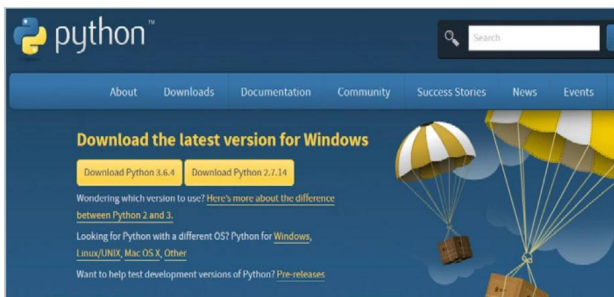 python™
Search
About Downloads Documentation Community Success Stories News Events
Download the latest version for Windows
Download Python 3.6.4 Download Python 2.7.14
Wondering which version to use? Here's more about the difference
between Python 2 and 3.
Looking for Python with a different OS? Python for Windows,
Linux/UNIX, Mac OS X, Other
Want to help test development versions of Python? Pre-releases